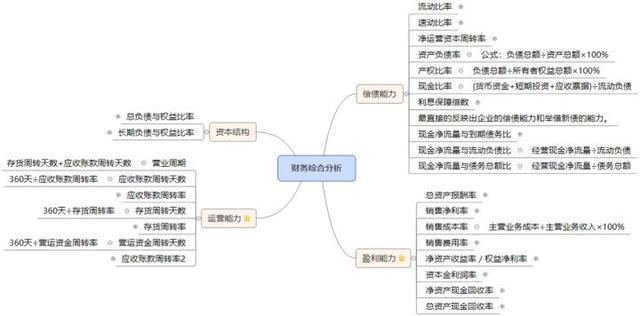 财务综合分析
偿债能力
流动比率
速动比率
净运营资本周转率
资产负债率 公式：负债总额÷资产总额×100%
产权比率 负债总额÷所有者权益总额×100%
现金比率 (货币资金+短期投资+应收票据)÷流动负债
利息保障倍数
最直接的反映出企业的偿债能力和举借新债的能力。
现金净流量与到期债务比
现金净流量与流动负债比 经营现金净流量÷流动负债
现金净流量与债务总额比 经营现金净流量÷债务总额
盈利能力
总资产报酬率
销售净利率
销售成本率 主营业务成本÷主营业务收入×100%
销售费用率
净资产收益率 / 权益净利率
资本金利润率
净资产现金回收率
总资产现金回收率
资本结构
总负债与权益比率
长期负债与权益比率
运营能力
存货周转天数+应收账款周转天数 营业周期
360天÷应收账款周转率 应收账款周转天数
应收账款周转率
360天÷存货周转率 存货周转天数
存货周转率
360天÷营运资金周转率 营运资金周转天数
应收账款周转率2